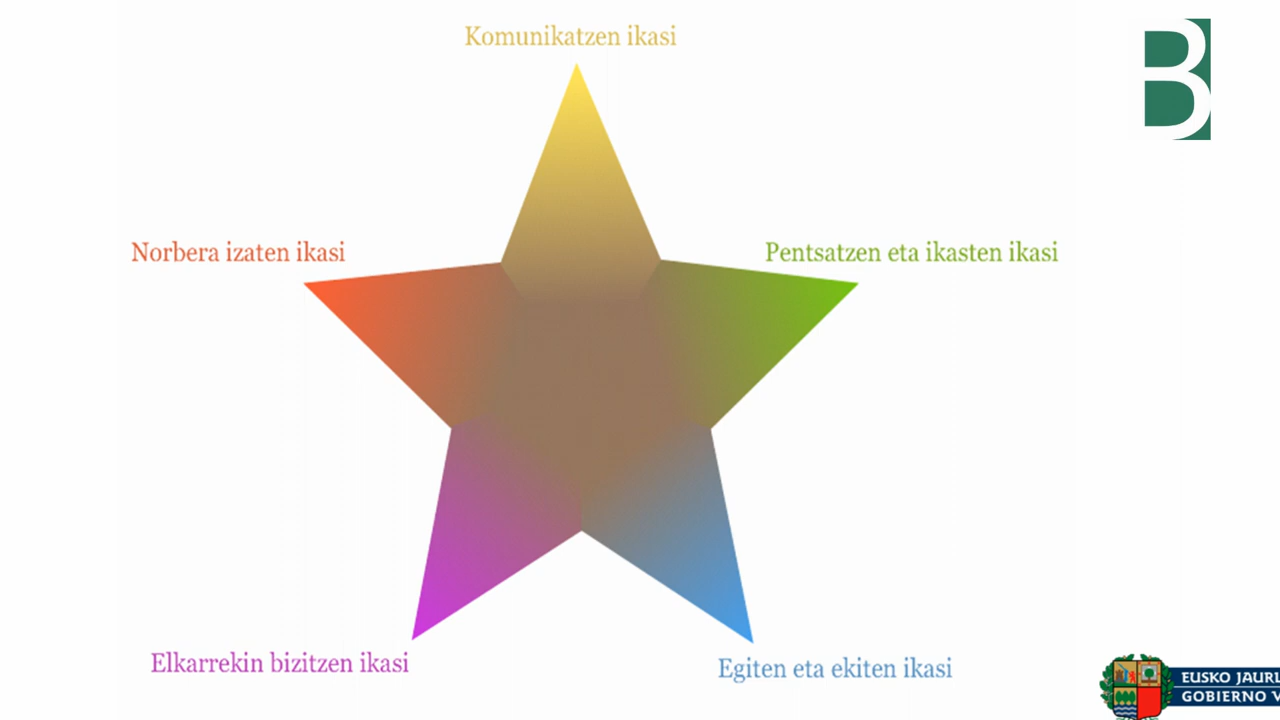 Komunikatzen ikasi
B
Norbera izaten ikasi
Pentsatzen eta ikasten ikasi
Elkarrekin bizitzen ikasi
Egiten eta ekiten ikasi
EUSKO JAURL
GOBIERNO V